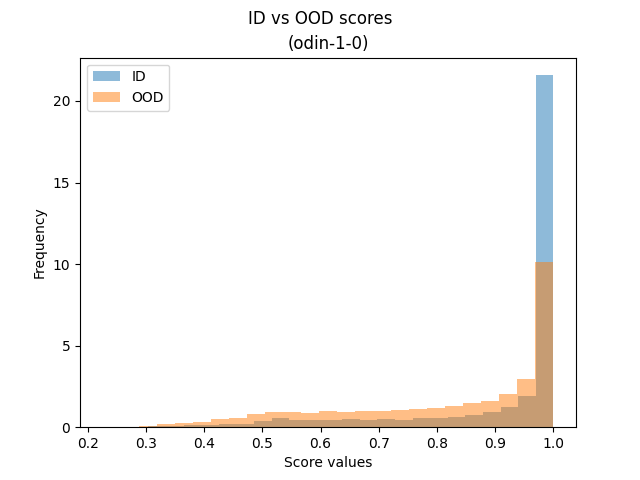 ID vs OOD scores
(odin-1-0)
ID
OOD
Frequency
20
15
10
5
0
0.2 0.3 0.4 0.5 0.6 0.7 0.8 0.9 1.0
Score values